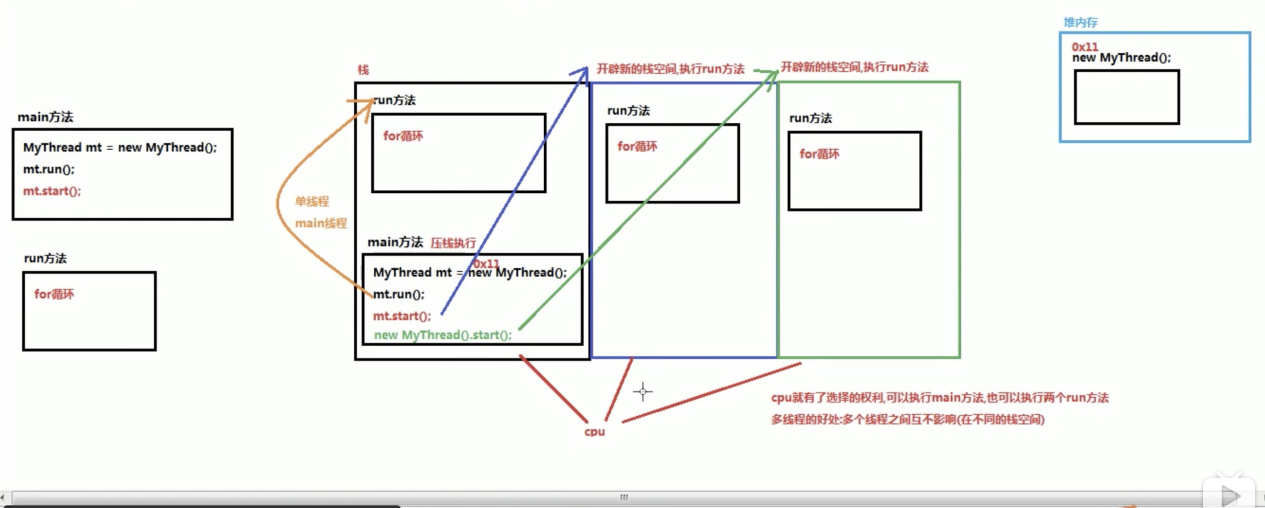 main方法
MyThread mt = new MyThread();
mt.run();
mt.start();
run方法
for循环
单线程
main线程
栈
run方法
for循环
main方法 压栈执行
0x11
MyThread mt = new MyThread();
mt.run();
mt.start();
new MyThread().start();
开辟新的栈空间,执行run方法
run方法
for循环
开辟新的栈空间,执行run方法
run方法
for循环
堆内存
0x11
new MyThread();
cpu
cpu就有了选择的权利,可以执行main方法,也可以执行两个run方法
多线程的好处:多个线程之间互不影响(在不同的栈空间)